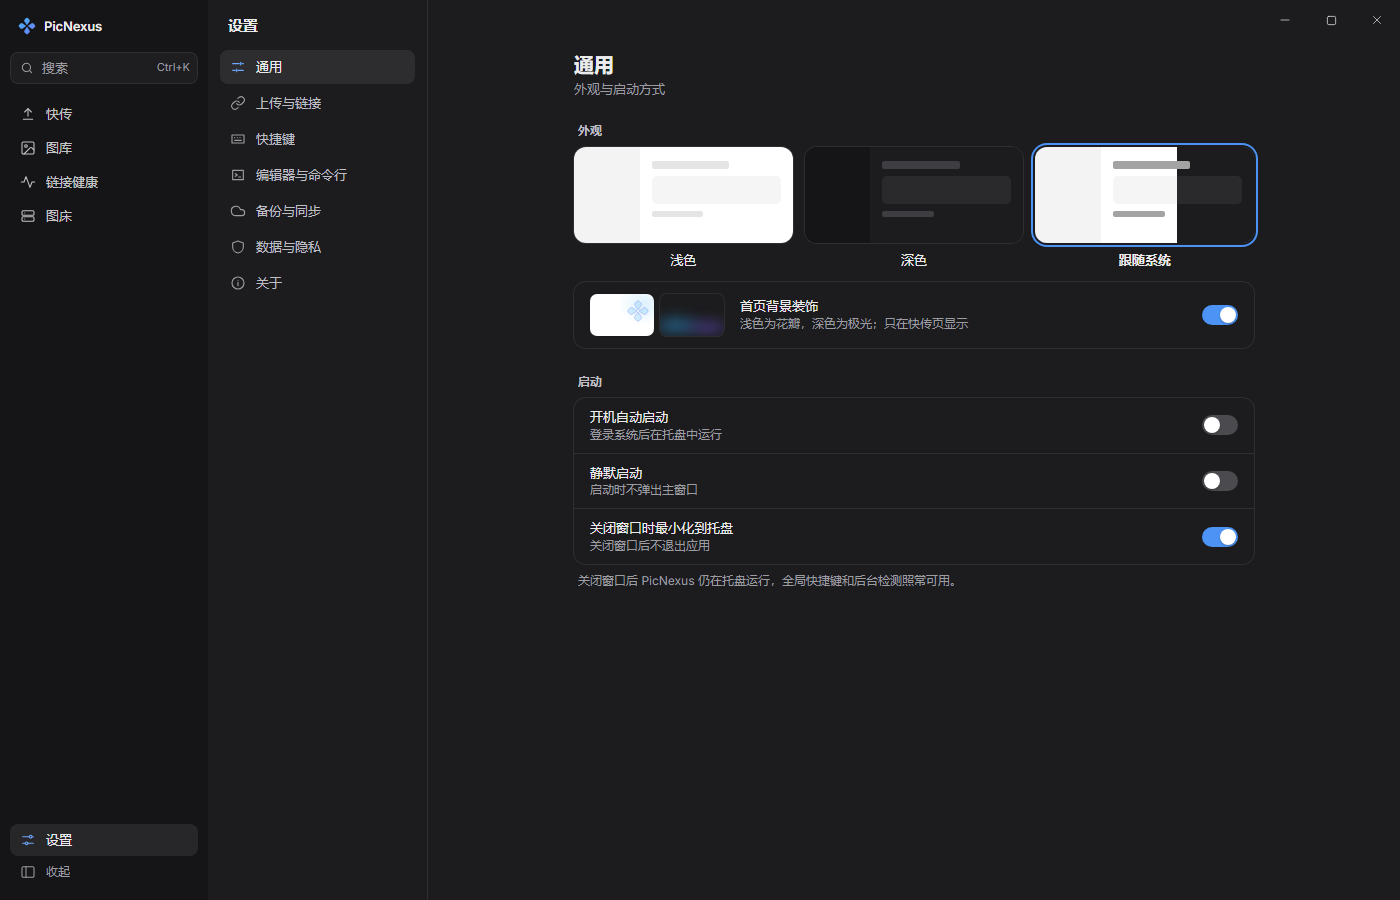 PicNexus
搜索 Ctrl+K
快传
图库
链接健康
图床
设置
收起
设置
通用
上传与链接
快捷键
编辑器与命令行
备份与同步
数据与隐私
关于
通用
外观与启动方式
外观
浅色 深色 跟随系统
首页背景装饰
浅色为花瓣，深色为极光；只在快传页显示
启动
开机自动启动
登录系统后在托盘中运行
静默启动
启动时不弹出主窗口
关闭窗口时最小化到托盘
关闭窗口后不退出应用
关闭窗口后 PicNexus 仍在托盘运行，全局快捷键和后台检测照常可用。